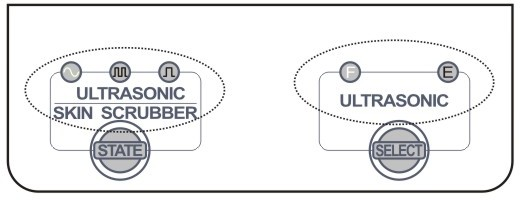 ULTRASONIC
SKIN SCRUBBER
STATE
F E
ULTRASONIC
SELECT